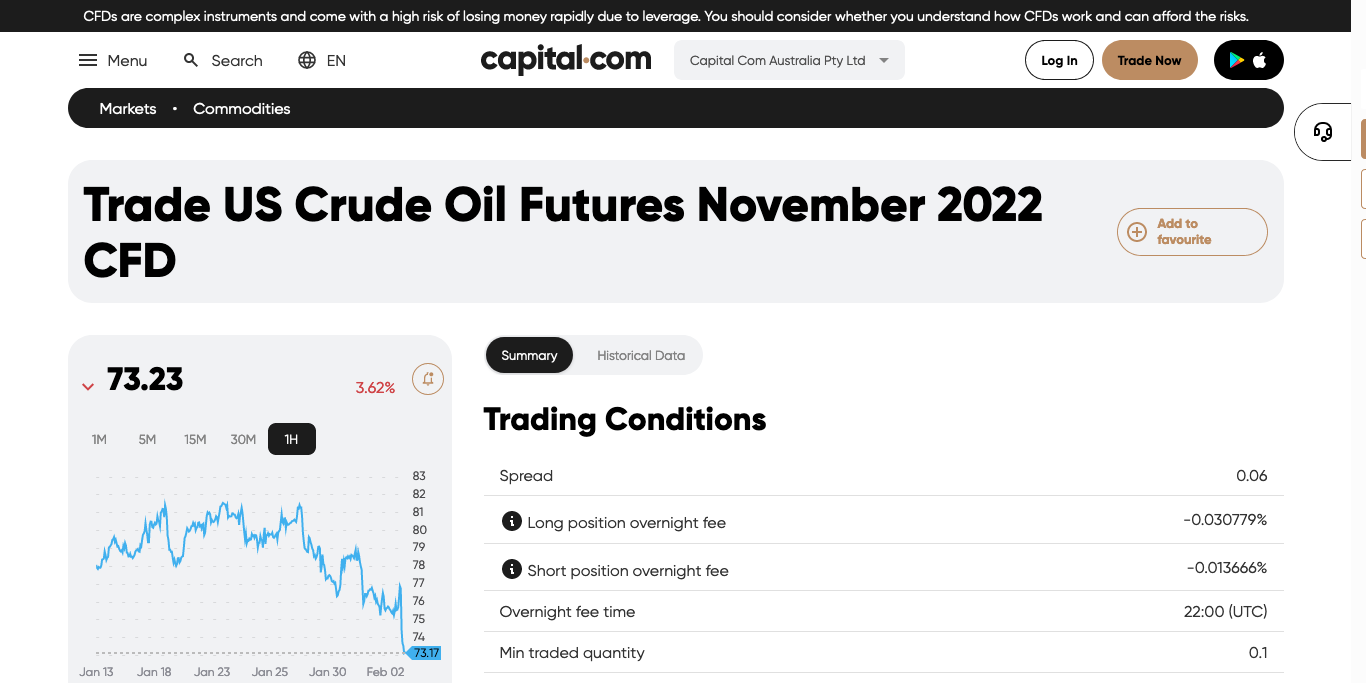 CFDs are complex instruments and come with a high risk of losing money rapidly due to leverage. You should consider whether you understand how CFDs work and can afford the risks.
Menu
Search
EN
capital.com
Capital Com Australia Pty Ltd
Log In
Trade Now
Markets • Commodities
Trade US Crude Oil Futures November 2022
CFD
Add to
favourite
73.23
3.62%
1M 5M 15M 30M 1H
83
82
81
80
79
78
77
76
75
74
73.17
Jan 13 Jan 18 Jan 23 Jan 25 Jan 30 Feb 02
Summary
Historical Data
Trading Conditions
Spread 0.06
Long position overnight fee -0.030779%
Short position overnight fee -0.013666%
Overnight fee time 22:00 (UTC)
Min traded quantity 0.1